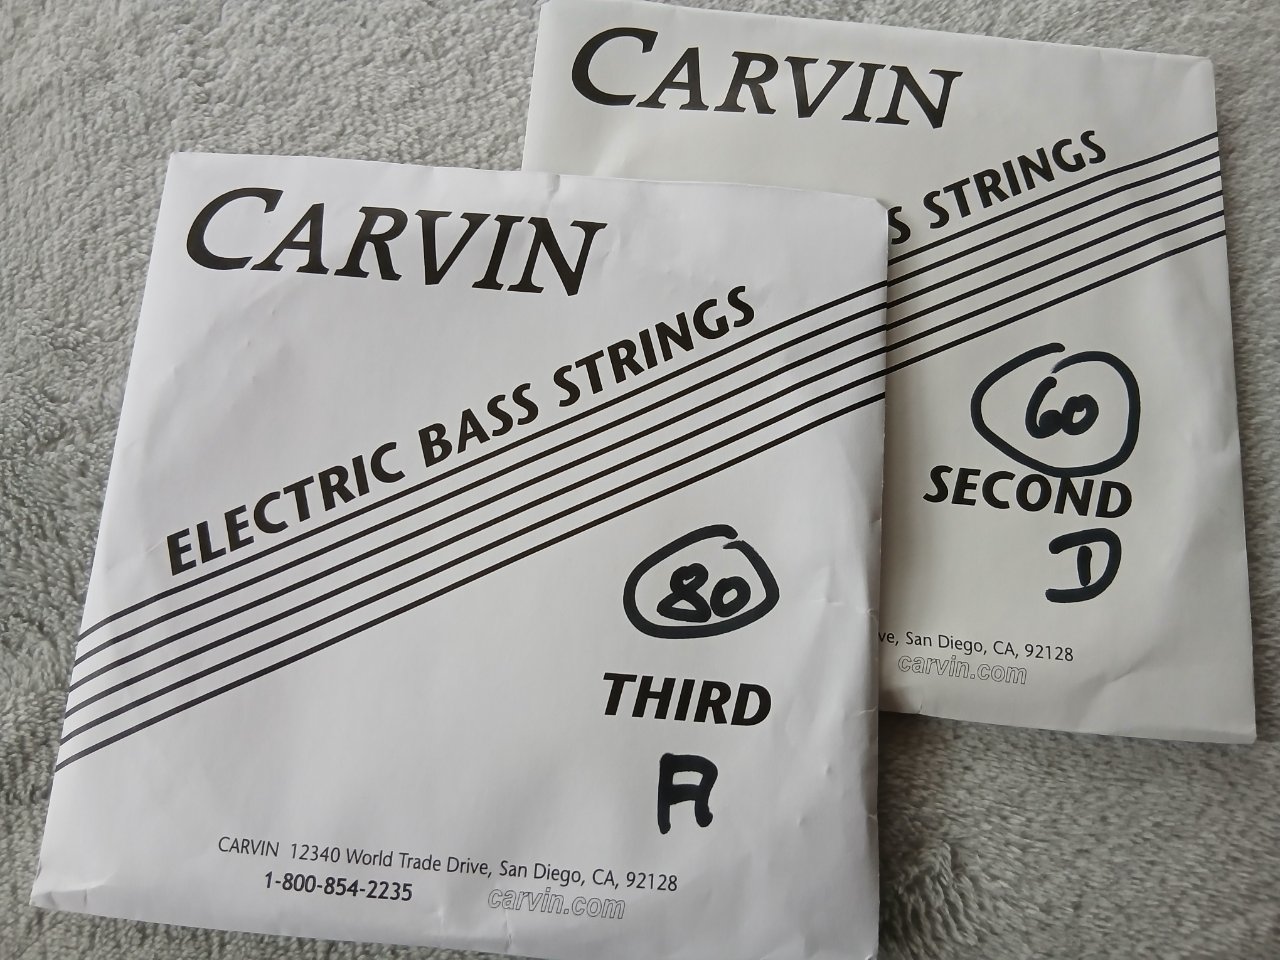 CARVIN
ELECTRIC BASS STRINGS
80
THIRD
A
CARVIN 12340 World Trade Drive, San Diego, CA, 92128
1-800-854-2235 carvin.com
CARVIN
S STRINGS
60
SECOND
D
ve, San Diego, CA, 92128
carvin.com